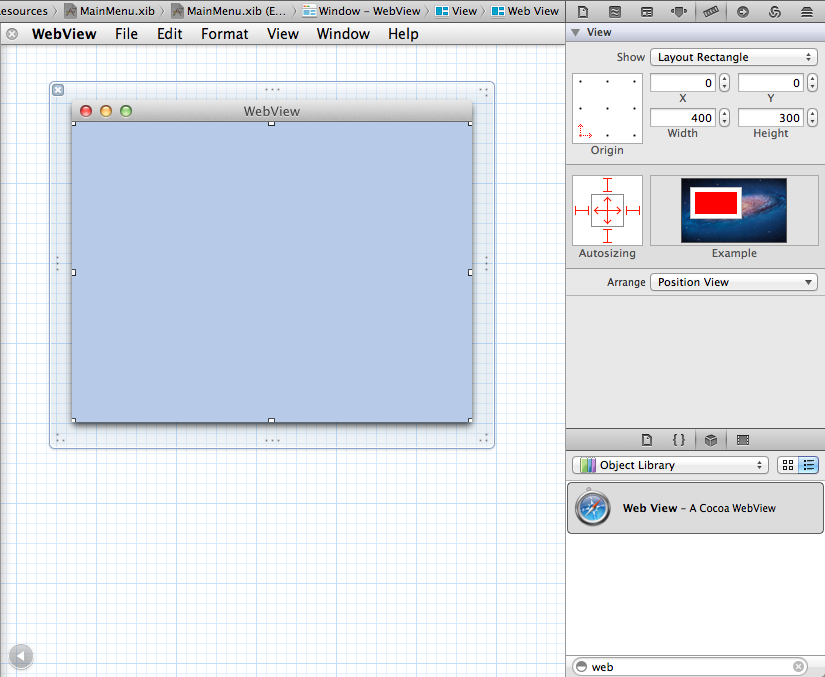 esources MainMenu.xib MainMenu.xib (E... Window – WebView View Web View
WebView File Edit Format View Window Help
WebView
View
Show Layout Rectangle
0 0
X Y
400 300
Width Height
Origin
Autosizing Example
Arrange Position View
{ }
Object Library
Web View – A Cocoa WebView
web